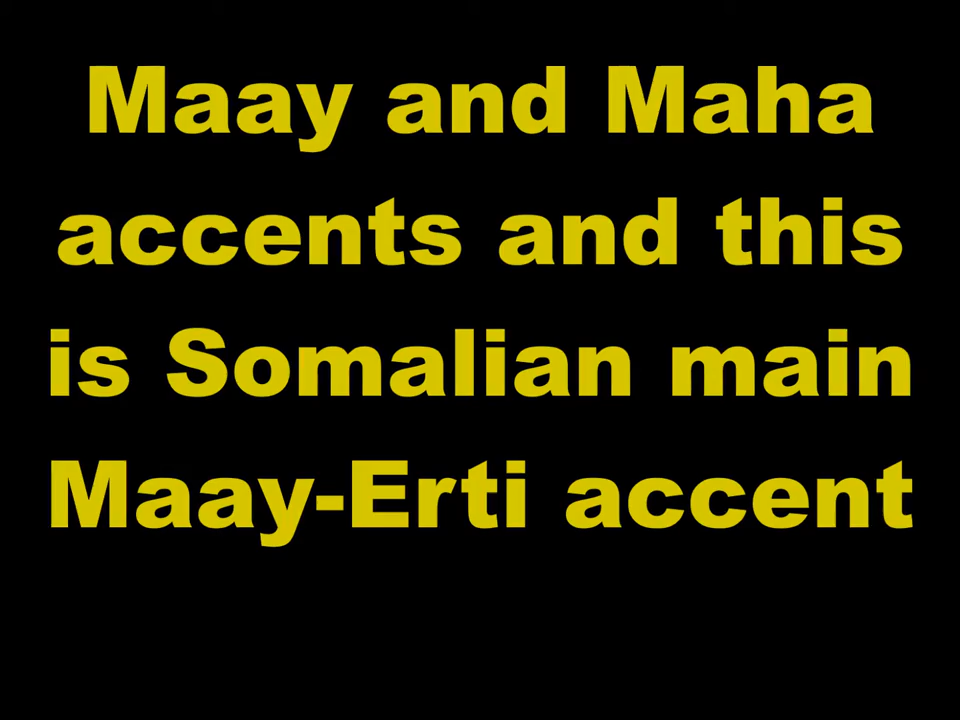 Maay and Maha
accents and this
is Somalian main
Maay-Erti accent